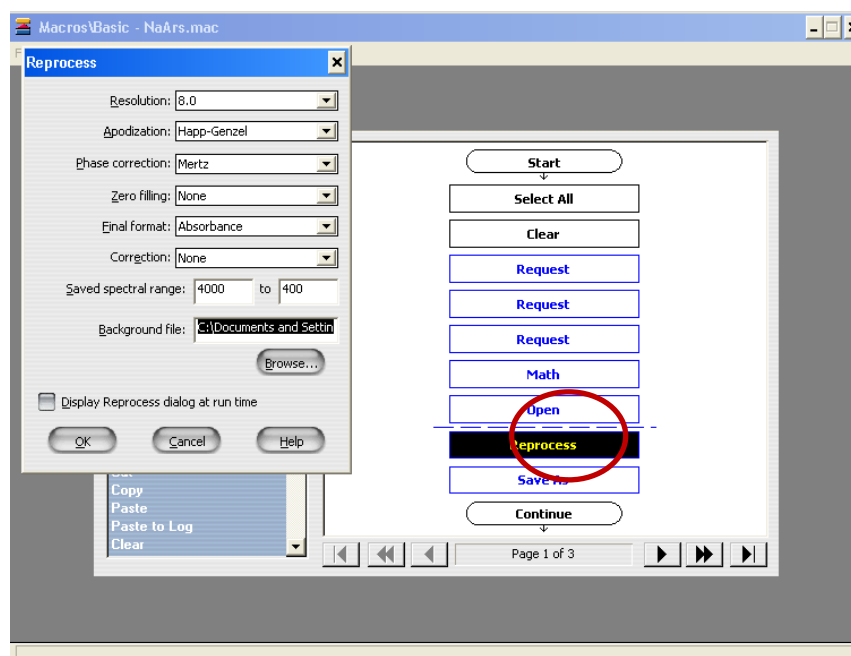 Macros\Basic - NaArs.mac
F
Reprocess
Resolution: 8.0
Apodization: Happ-Genzel
Phase correction: Mertz
Zero filling: None
Final format: Absorbance
Correction: None
Saved spectral range: 4000 to 400
Background file: C:\Documents and Settin
Browse...
Display Reprocess dialog at run time
OK Cancel Help
Copy
Paste
Paste to Log
Clear
Start
Select All
Clear
Request
Request
Request
Math
Open
Reprocess
Save As
Continue
Page 1 of 3